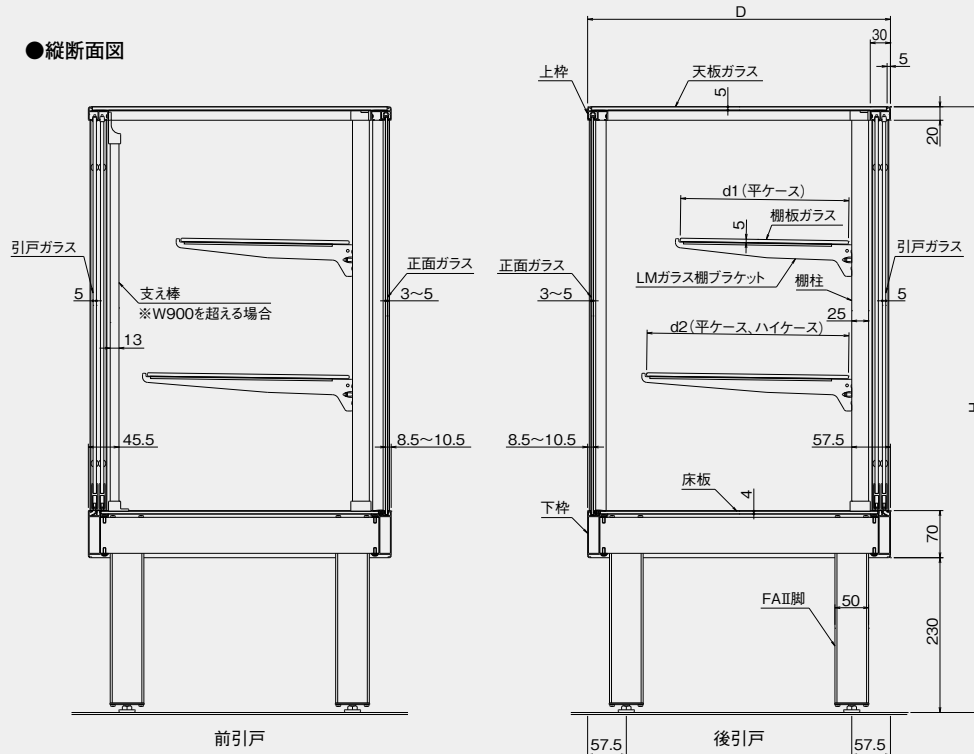 ●縦断面図
D
30
5
上枠
天板ガラス
5
20
d1（平ケース）
5
棚板ガラス
引戸ガラス
正面ガラス
正面ガラス
引戸ガラス
LMガラス棚ブラケット
棚柱
5
支え棒
※W900を超える場合
3～5
3～5
5
25
13
d2（平ケース、ハイケース）
H
45.5
8.5～10.5
8.5～10.5
57.5
床板
4
下枠
70
FAⅡ脚
50
230
前引戸
57.5
後引戸
57.5